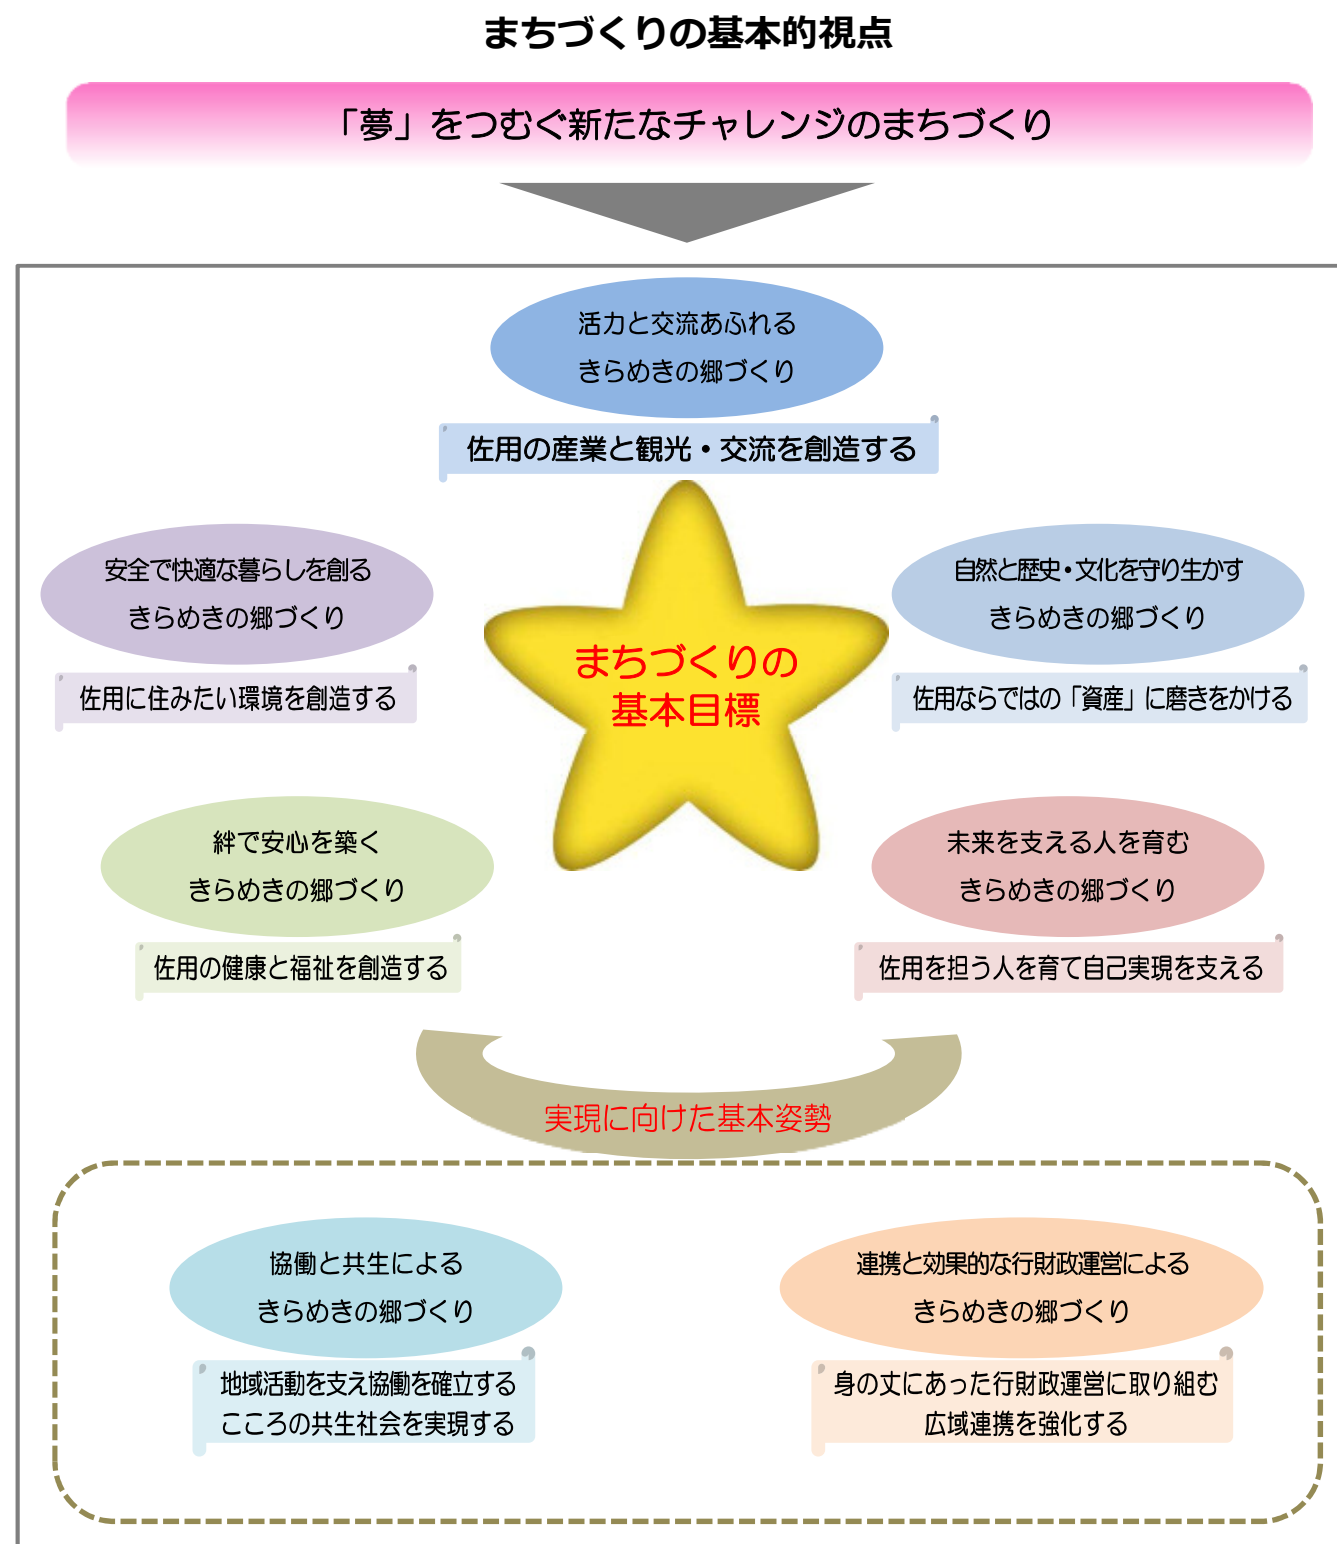 まちづくりの基本的視点
「夢」をつむぐ新たなチャレンジのまちづくり
活力と交流あふれる
きらめきの郷づくり
佐用の産業と観光・交流を創造する
安全で快適な暮らしを創る
きらめきの郷づくり
佐用に住みたい環境を創造する
自然と歴史・文化を守り生かす
きらめきの郷づくり
佐用ならではの「資産」に磨きをかける
まちづくりの
基本目標
絆で安心を築く
きらめきの郷づくり
佐用の健康と福祉を創造する
未来を支える人を育む
きらめきの郷づくり
佐用を担う人を育て自己実現を支える
実現に向けた基本姿勢
協働と共生による
きらめきの郷づくり
地域活動を支え協働を確立する
こころの共生社会を実現する
連携と効果的な行財政運営による
きらめきの郷づくり
身の丈にあった行財政運営に取り組む
広域連携を強化する